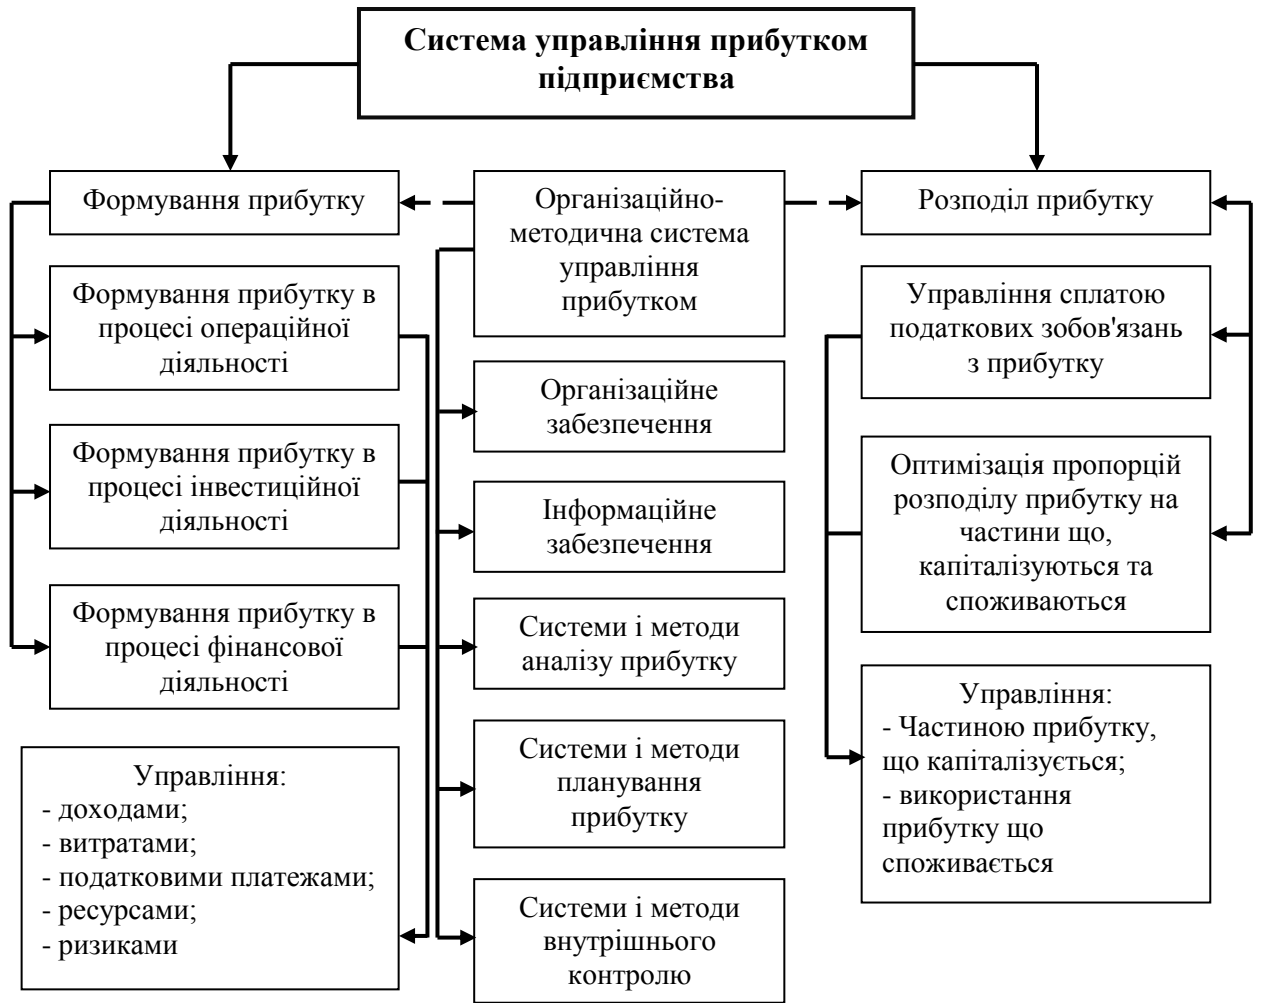 Система управління прибутком
підприємства
Формування прибутку
Формування прибутку в
процесі операційної
діяльності
Формування прибутку в
процесі інвестиційної
діяльності
Формування прибутку в
процесі фінансової
діяльності
Управління:
- доходами;
- витратами;
- податковими платежами;
- ресурсами;
- ризиками
Організаційно-
методична система
управління
прибутком
Організаційне
забезпечення
Інформаційне
забезпечення
Системи і методи
аналізу прибутку
Системи і методи
планування
прибутку
Системи і методи
внутрішнього
контролю
Розподіл прибутку
Управління сплатою
податкових зобов'язань
з прибутку
Оптимізація пропорцій
розподілу прибутку на
частини що,
капіталізуються та
споживаються
Управління:
- Частиною прибутку,
що капіталізується;
- використання
прибутку що
споживається